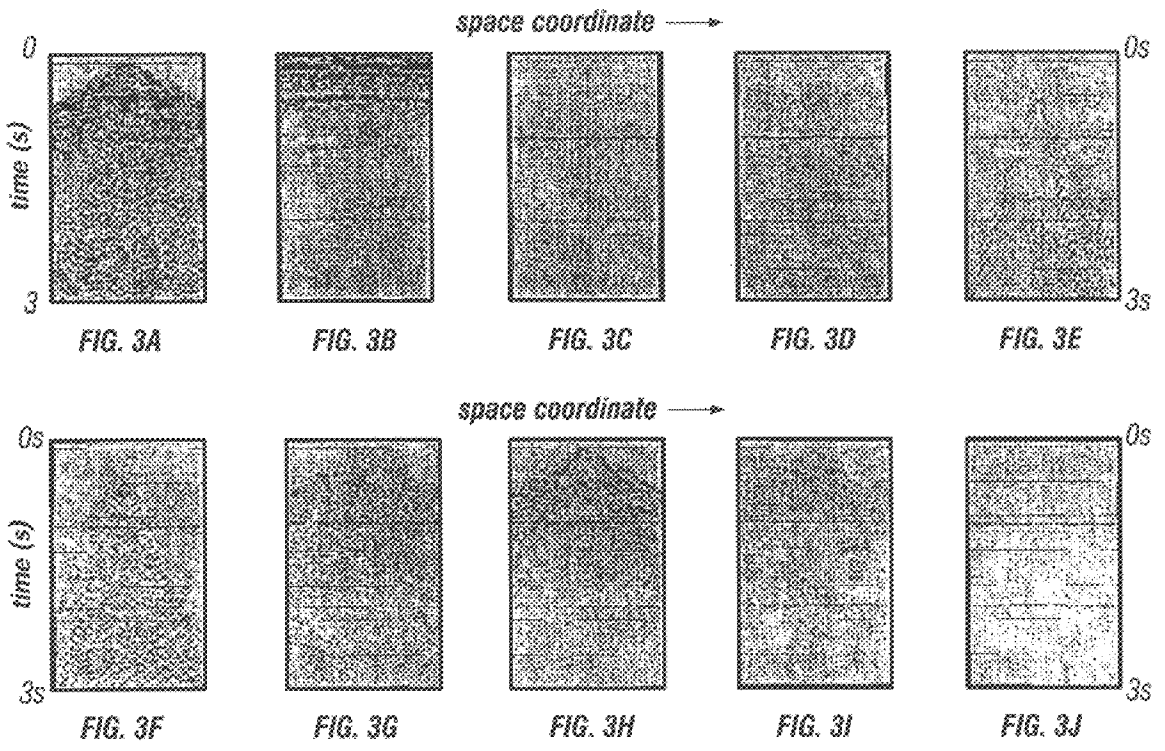 space coordinate
0
0s
time (s)
3
3s
FIG. 3A
FIG. 3B
FIG. 3C
FIG. 3D
FIG. 3E
space coordinate
0s
0s
time (s)
3s
3s
FIG. 3F
FIG. 3G
FIG. 3H
FIG. 3I
FIG. 3J